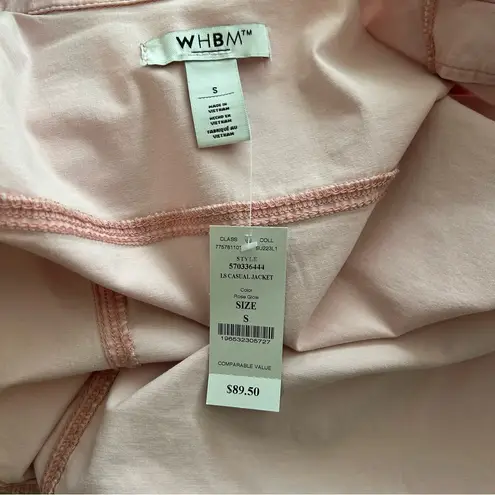 WHBM™
S
MADE IN
VIETNAM
HECHO EN
VIETNAM
FABRIQUÉ AU
VIETNAM
CLASS COLL
STYLE
570336444
LS CASUAL JACKET
Color
Rose Glow
SIZE
S
196532305727
COMPARABLE VALUE
$89.50